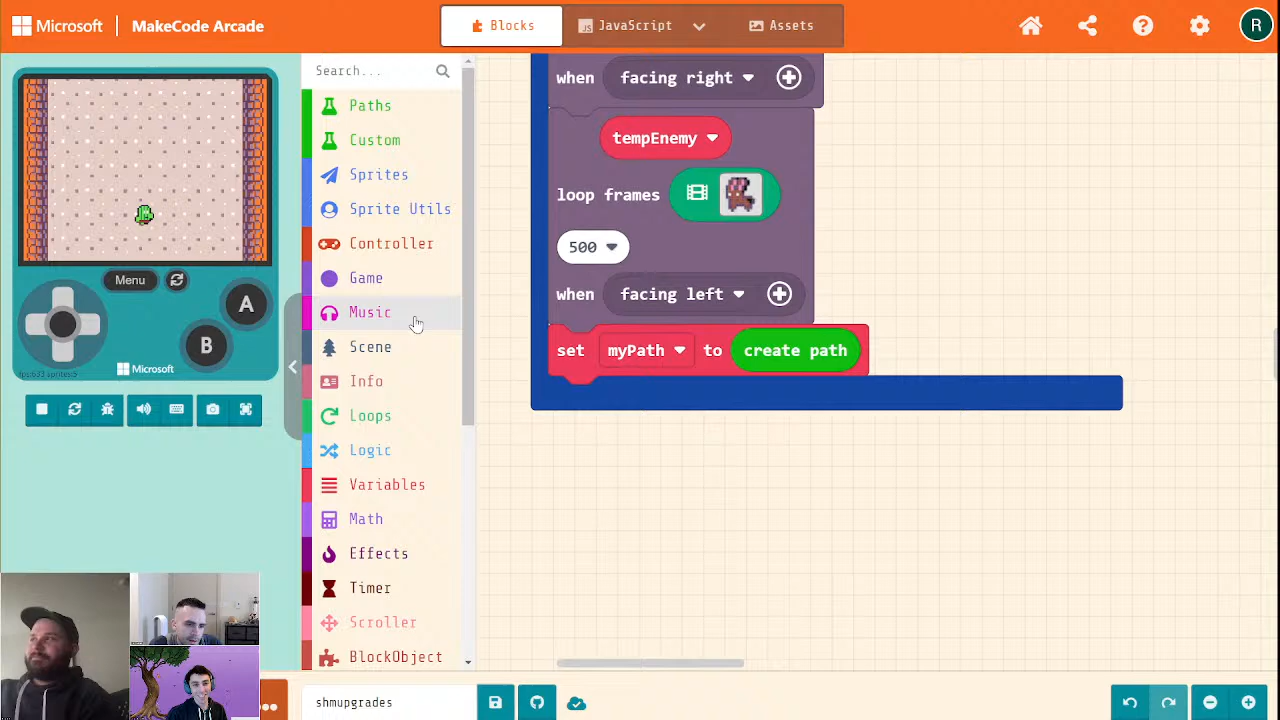 Microsoft | MakeCode Arcade
Blocks
JavaScript
Assets
R
Search...
Paths
Custom
Sprites
Sprite Utils
Controller
Game
Music
Scene
Info
Loops
Logic
Variables
Math
Effects
Timer
Scroller
BlockObject
Menu
A
B
Microsoft
when facing right
tempEnemy
loop frames
500
when facing left
set myPath to create path
shmupgrades